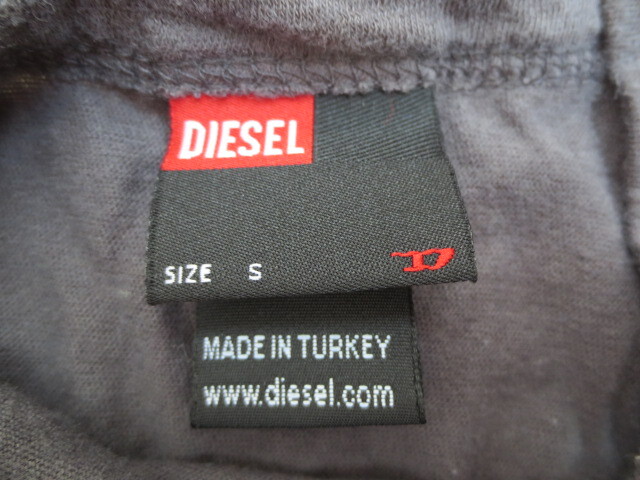 DIESEL
SIZE S
D
MADE IN TURKEY
www.diesel.com